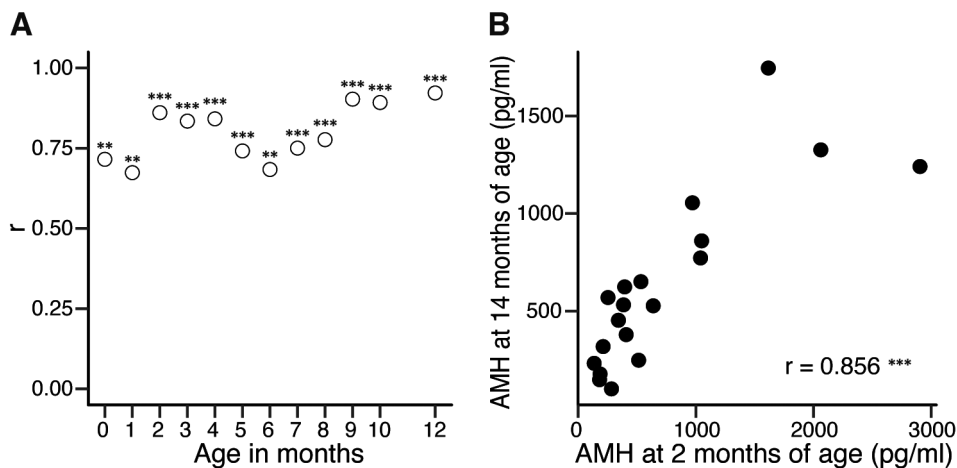 A
1.00
0.75
0.50
0.25
0.00
r
** ** *** *** *** *** ** *** *** *** *** ***
0 1 2 3 4 5 6 7 8 9 10 12
Age in months
B
AMH at 14 months of age (pg/ml)
1500
1000
500
r = 0.856 ***
0 1000 2000 3000
AMH at 2 months of age (pg/ml)